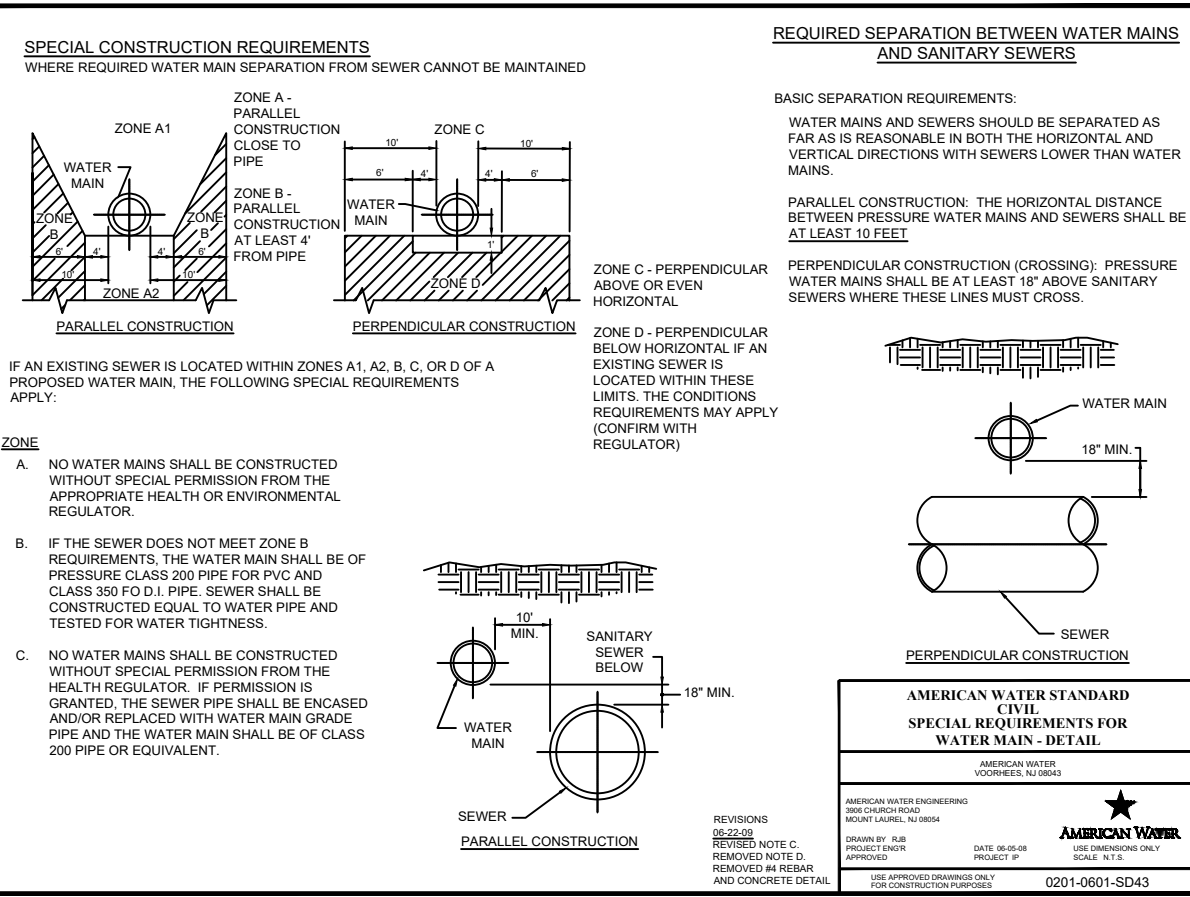 SPECIAL CONSTRUCTION REQUIREMENTS
WHERE REQUIRED WATER MAIN SEPARATION FROM SEWER CANNOT BE MAINTAINED
ZONE A1
WATER
MAIN
ZONE
B
ZONE
B
6'
4'
4'
6'
10'
10'
ZONE A2
PARALLEL CONSTRUCTION
ZONE A -
PARALLEL
CONSTRUCTION
CLOSE TO
PIPE
ZONE B -
PARALLEL
CONSTRUCTION
AT LEAST 4'
FROM PIPE
ZONE C
10'
10'
6'
4'
4'
6'
WATER
MAIN
1'
ZONE D
PERPENDICULAR CONSTRUCTION
ZONE C - PERPENDICULAR
ABOVE OR EVEN
HORIZONTAL
ZONE D - PERPENDICULAR
BELOW HORIZONTAL IF AN
EXISTING SEWER IS
LOCATED WITHIN THESE
LIMITS. THE CONDITIONS
REQUIREMENTS MAY APPLY
(CONFIRM WITH
REGULATOR)
IF AN EXISTING SEWER IS LOCATED WITHIN ZONES A1, A2, B, C, OR D OF A
PROPOSED WATER MAIN, THE FOLLOWING SPECIAL REQUIREMENTS
APPLY:
ZONE
A. NO WATER MAINS SHALL BE CONSTRUCTED
WITHOUT SPECIAL PERMISSION FROM THE
APPROPRIATE HEALTH OR ENVIRONMENTAL
REGULATOR.
B. IF THE SEWER DOES NOT MEET ZONE B
REQUIREMENTS, THE WATER MAIN SHALL BE OF
PRESSURE CLASS 200 PIPE FOR PVC AND
CLASS 350 FO D.I. PIPE. SEWER SHALL BE
CONSTRUCTED EQUAL TO WATER PIPE AND
TESTED FOR WATER TIGHTNESS.
C. NO WATER MAINS SHALL BE CONSTRUCTED
WITHOUT SPECIAL PERMISSION FROM THE
HEALTH REGULATOR. IF PERMISSION IS
GRANTED, THE SEWER PIPE SHALL BE ENCASED
AND/OR REPLACED WITH WATER MAIN GRADE
PIPE AND THE WATER MAIN SHALL BE OF CLASS
200 PIPE OR EQUIVALENT.
10'
MIN.
SANITARY
SEWER
BELOW
18" MIN.
WATER
MAIN
SEWER
PARALLEL CONSTRUCTION
REQUIRED SEPARATION BETWEEN WATER MAINS
AND SANITARY SEWERS
BASIC SEPARATION REQUIREMENTS:
WATER MAINS AND SEWERS SHOULD BE SEPARATED AS
FAR AS IS REASONABLE IN BOTH THE HORIZONTAL AND
VERTICAL DIRECTIONS WITH SEWERS LOWER THAN WATER
MAINS.
PARALLEL CONSTRUCTION: THE HORIZONTAL DISTANCE
BETWEEN PRESSURE WATER MAINS AND SEWERS SHALL BE
AT LEAST 10 FEET
PERPENDICULAR CONSTRUCTION (CROSSING): PRESSURE
WATER MAINS SHALL BE AT LEAST 18" ABOVE SANITARY
SEWERS WHERE THESE LINES MUST CROSS.
WATER MAIN
18" MIN.
SEWER
PERPENDICULAR CONSTRUCTION
REVISIONS
06-22-09
REVISED NOTE C.
REMOVED NOTE D.
REMOVED #4 REBAR
AND CONCRETE DETAIL
AMERICAN WATER STANDARD
CIVIL
SPECIAL REQUIREMENTS FOR
WATER MAIN - DETAIL
AMERICAN WATER
VOORHEES, NJ 08043
AMERICAN WATER ENGINEERING
3906 CHURCH ROAD
MOUNT LAUREL, NJ 08054
DRAWN BY RJB
PROJECT ENG'R
APPROVED
DATE 06-05-08
PROJECT IP
AMERICAN WATER
USE DIMENSIONS ONLY
SCALE N.T.S.
USE APPROVED DRAWINGS ONLY
FOR CONSTRUCTION PURPOSES
0201-0601-SD43